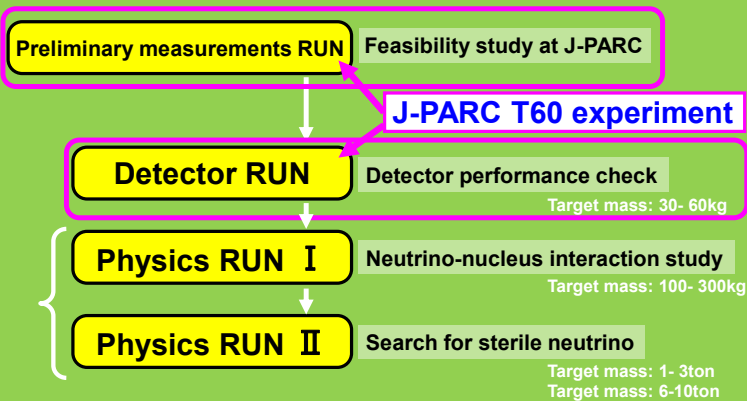 Preliminary measurements RUN Feasibility study at J-PARC
J-PARC T60 experiment
Detector RUN Detector performance check
Target mass: 30- 60kg
Physics RUN Ⅰ Neutrino-nucleus interaction study
Target mass: 100- 300kg
Physics RUN Ⅱ Search for sterile neutrino
Target mass: 1- 3ton
Target mass: 6-10ton